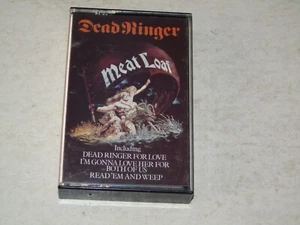 Dead Ringer
Meat Loaf
Including
DEAD RINGER FOR LOVE
I'M GONNA LOVE HER FOR
BOTH OF US
READ 'EM AND WEEP